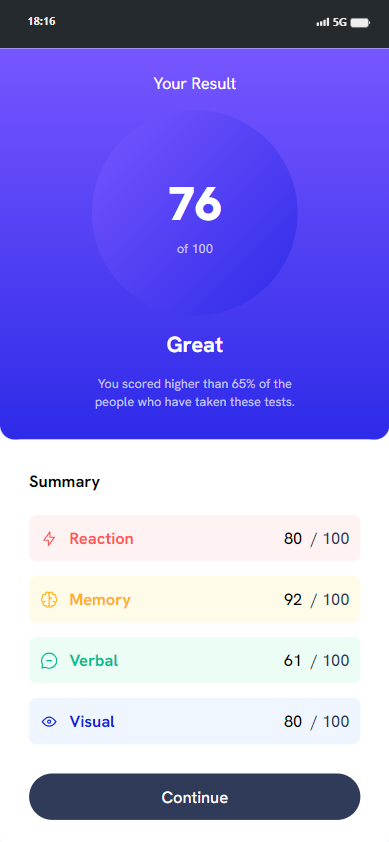 18:16 5G
Your Result
76
of 100
Great
You scored higher than 65% of the
people who have taken these tests.
Summary
Reaction 80 / 100
Memory 92 / 100
Verbal 61 / 100
Visual 80 / 100
Continue